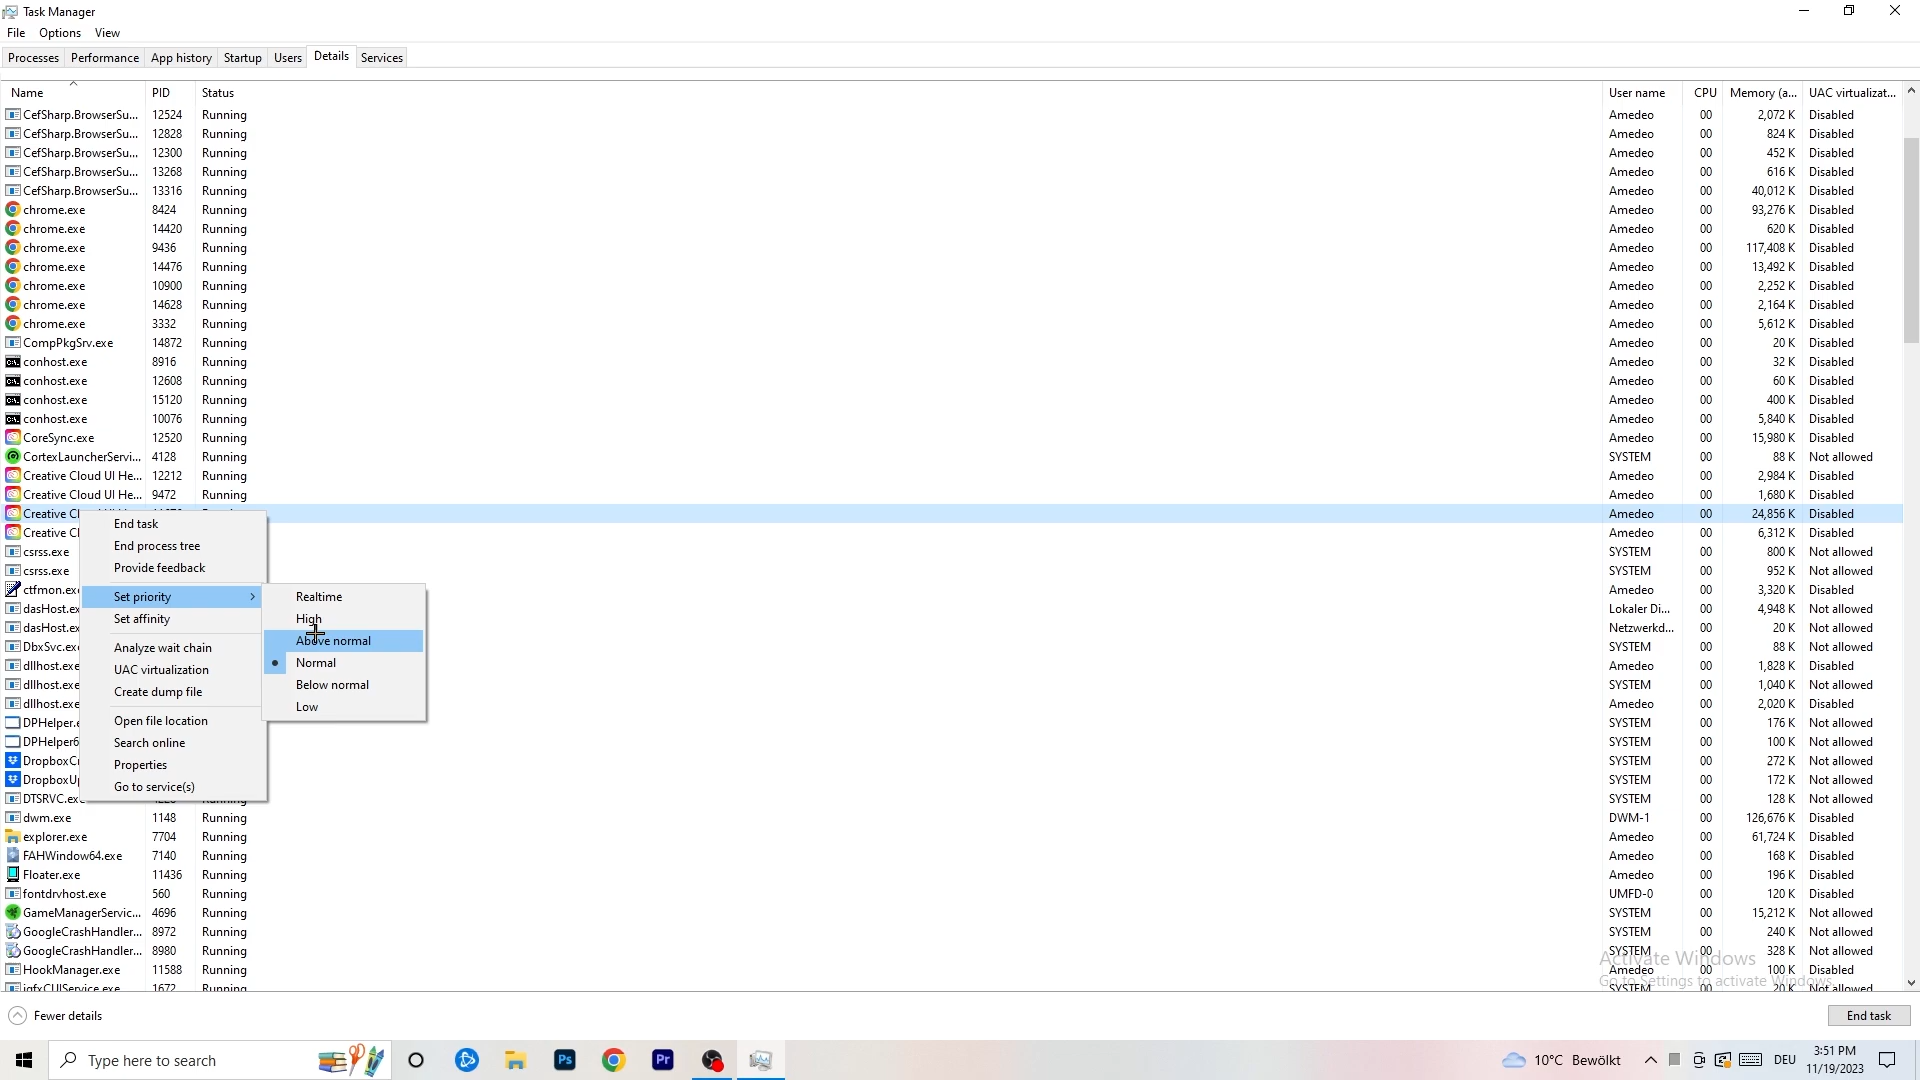 Task Manager
File Options View
Processes Performance App history Startup Users Details Services
Name PID Status User name CPU Memory (a... UAC virtualizat...
CefSharp.BrowserSu... 12524 Running Amedeo 00 2,072 K Disabled
CefSharp.BrowserSu... 12828 Running Amedeo 00 824 K Disabled
CefSharp.BrowserSu... 12300 Running Amedeo 00 452 K Disabled
CefSharp.BrowserSu... 13268 Running Amedeo 00 616 K Disabled
CefSharp.BrowserSu... 13316 Running Amedeo 00 40,012 K Disabled
chrome.exe 8424 Running Amedeo 00 93,276 K Disabled
chrome.exe 14420 Running Amedeo 00 620 K Disabled
chrome.exe 9436 Running Amedeo 00 117,408 K Disabled
chrome.exe 14476 Running Amedeo 00 13,492 K Disabled
chrome.exe 10900 Running Amedeo 00 2,252 K Disabled
chrome.exe 14628 Running Amedeo 00 2,164 K Disabled
chrome.exe 3332 Running Amedeo 00 5,612 K Disabled
CompPkgSrv.exe 14872 Running Amedeo 00 20 K Disabled
conhost.exe 8916 Running Amedeo 00 32 K Disabled
conhost.exe 12608 Running Amedeo 00 60 K Disabled
conhost.exe 15120 Running Amedeo 00 400 K Disabled
conhost.exe 10076 Running Amedeo 00 5,840 K Disabled
CoreSync.exe 12520 Running Amedeo 00 15,980 K Disabled
CortexLauncherServi... 4128 Running SYSTEM 00 88 K Not allowed
Creative Cloud UI He... 12212 Running Amedeo 00 2,984 K Disabled
Creative Cloud UI He... 9472 Running Amedeo 00 1,680 K Disabled
Creative Cl Amedeo 00 24,856 K Disabled
Creative Cl Amedeo 00 6,312 K Disabled
csrss.exe SYSTEM 00 800 K Not allowed
csrss.exe SYSTEM 00 952 K Not allowed
ctfmon.exe Amedeo 00 3,320 K Disabled
dasHost.ex Lokaler Di... 00 4,948 K Not allowed
dasHost.ex Netzwerkd... 00 20 K Not allowed
DbxSvc.exe SYSTEM 00 88 K Not allowed
dllhost.exe Amedeo 00 1,828 K Disabled
dllhost.exe SYSTEM 00 1,040 K Not allowed
dllhost.exe Amedeo 00 2,020 K Disabled
DPHelper.e SYSTEM 00 176 K Not allowed
DPHelper6 SYSTEM 00 100 K Not allowed
DropboxCr SYSTEM 00 272 K Not allowed
DropboxUp SYSTEM 00 172 K Not allowed
DTSRVC.exe Running SYSTEM 00 128 K Not allowed
dwm.exe 1148 Running DWM-1 00 126,676 K Disabled
explorer.exe 7704 Running Amedeo 00 61,724 K Disabled
FAHWindow64.exe 7140 Running Amedeo 00 168 K Disabled
Floater.exe 11436 Running Amedeo 00 196 K Disabled
fontdrvhost.exe 560 Running UMFD-0 00 120 K Disabled
GameManagerServic... 4696 Running SYSTEM 00 15,212 K Not allowed
GoogleCrashHandler... 8972 Running SYSTEM 00 240 K Not allowed
GoogleCrashHandler... 8980 Running SYSTEM 00 328 K Not allowed
HookManager.exe 11588 Running Amedeo 00 100 K Disabled
igfxCUIService.exe 1672 Running SYSTEM 00 20 K Not allowed
End task
End process tree
Provide feedback
Set priority
Set affinity
Analyze wait chain
UAC virtualization
Create dump file
Open file location
Search online
Properties
Go to service(s)
Realtime
High
Above normal
Normal
Below normal
Low
Activate Windows
Go to Settings to activate Windows.
Fewer details End task
Type here to search Ps Pr 10°C Bewölkt DEU 3:51 PM
11/19/2023